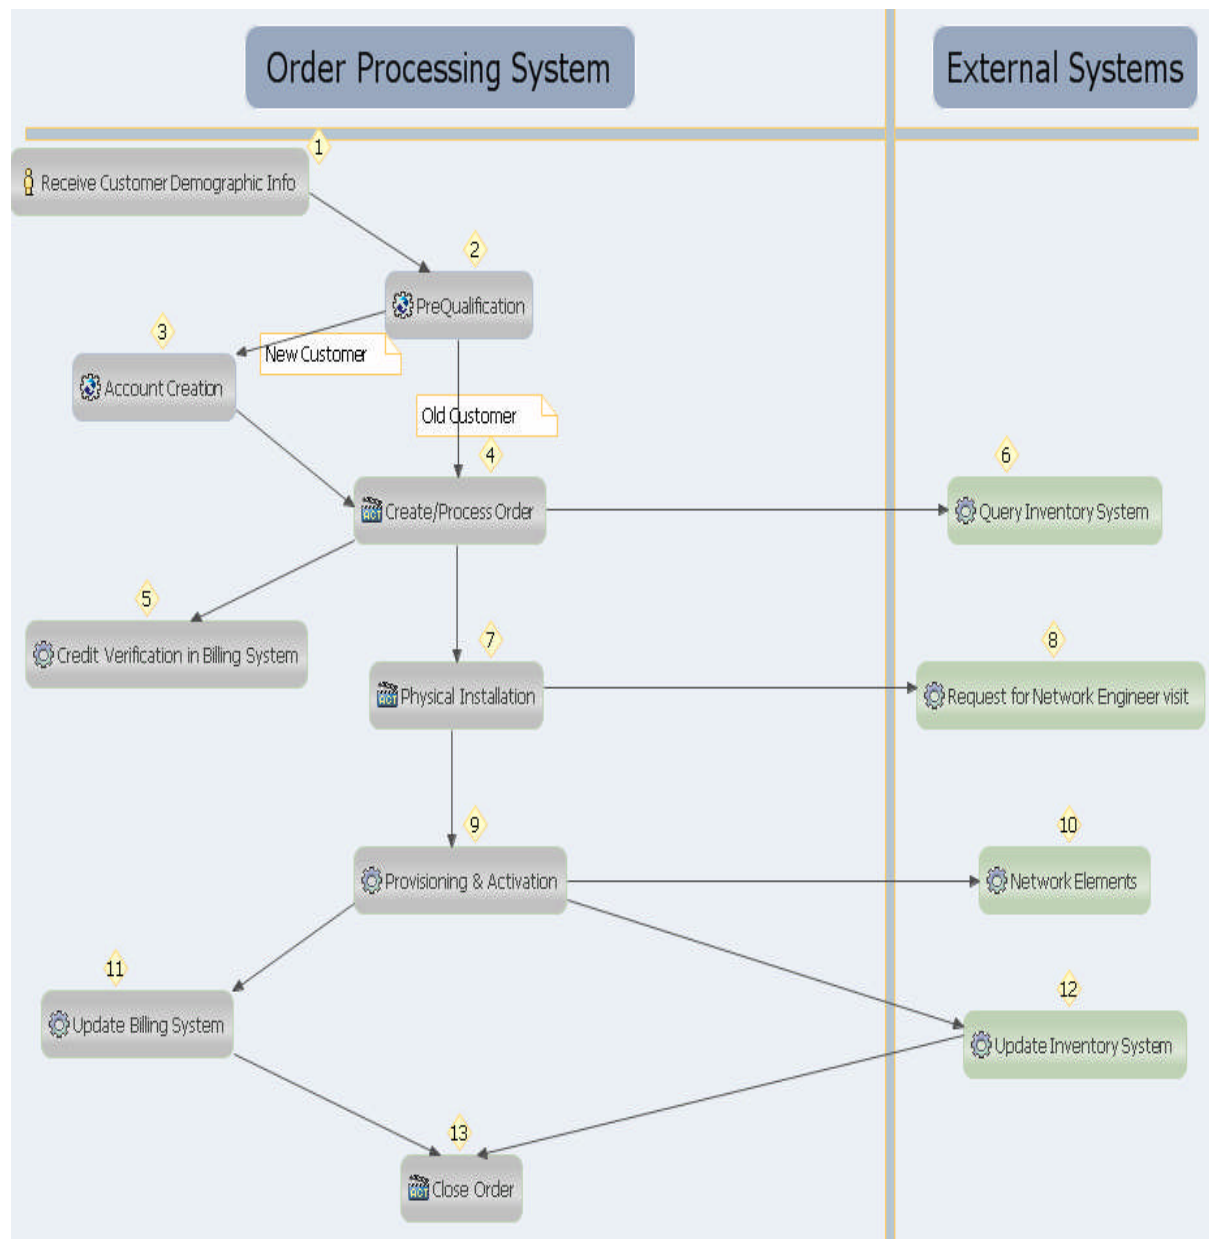 Order Processing System
External Systems
1
Receive Customer Demographic Info
2
PreQualification
3
New Customer
Account Creation
Old Customer
4
6
ACT Create/Process Order
Query Inventory System
5
Credit Verification in Billing System
7
8
ACT Physical Installation
Request for Network Engineer visit
9
10
Provisioning & Activation
Network Elements
11
12
Update Billing System
Update Inventory System
13
ACT Close Order